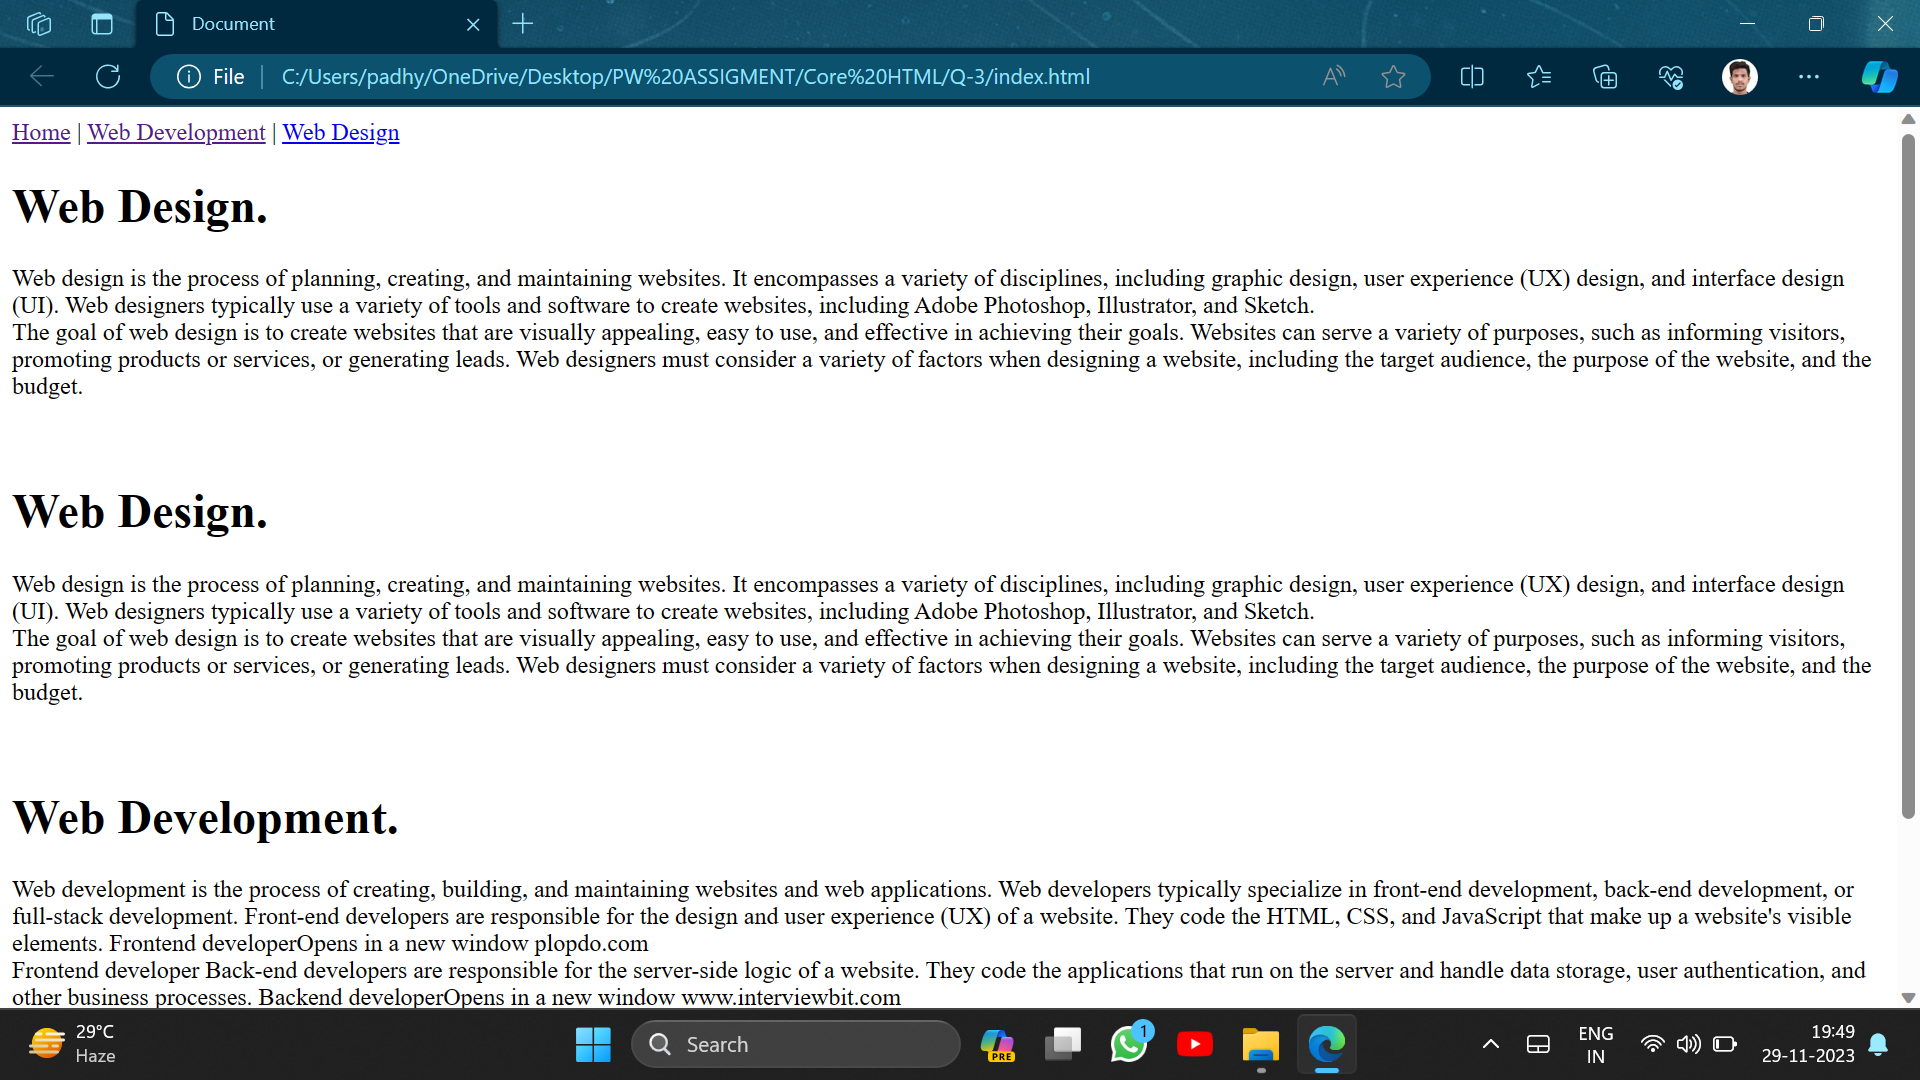 Document
File
C:/Users/padhy/OneDrive/Desktop/PW%20ASSIGMENT/Core%20HTML/Q-3/index.html
Home | Web Development | Web Design
Web Design.
Web design is the process of planning, creating, and maintaining websites. It encompasses a variety of disciplines, including graphic design, user experience (UX) design, and interface design
(UI). Web designers typically use a variety of tools and software to create websites, including Adobe Photoshop, Illustrator, and Sketch.
The goal of web design is to create websites that are visually appealing, easy to use, and effective in achieving their goals. Websites can serve a variety of purposes, such as informing visitors,
promoting products or services, or generating leads. Web designers must consider a variety of factors when designing a website, including the target audience, the purpose of the website, and the
budget.
Web Design.
Web design is the process of planning, creating, and maintaining websites. It encompasses a variety of disciplines, including graphic design, user experience (UX) design, and interface design
(UI). Web designers typically use a variety of tools and software to create websites, including Adobe Photoshop, Illustrator, and Sketch.
The goal of web design is to create websites that are visually appealing, easy to use, and effective in achieving their goals. Websites can serve a variety of purposes, such as informing visitors,
promoting products or services, or generating leads. Web designers must consider a variety of factors when designing a website, including the target audience, the purpose of the website, and the
budget.
Web Development.
Web development is the process of creating, building, and maintaining websites and web applications. Web developers typically specialize in front-end development, back-end development, or
full-stack development. Front-end developers are responsible for the design and user experience (UX) of a website. They code the HTML, CSS, and JavaScript that make up a website's visible
elements. Frontend developerOpens in a new window plopdo.com
Frontend developer Back-end developers are responsible for the server-side logic of a website. They code the applications that run on the server and handle data storage, user authentication, and
other business processes. Backend developerOpens in a new window www.interviewbit.com
29°C
Haze
Search
PRE
1
ENG
IN
19:49
29-11-2023